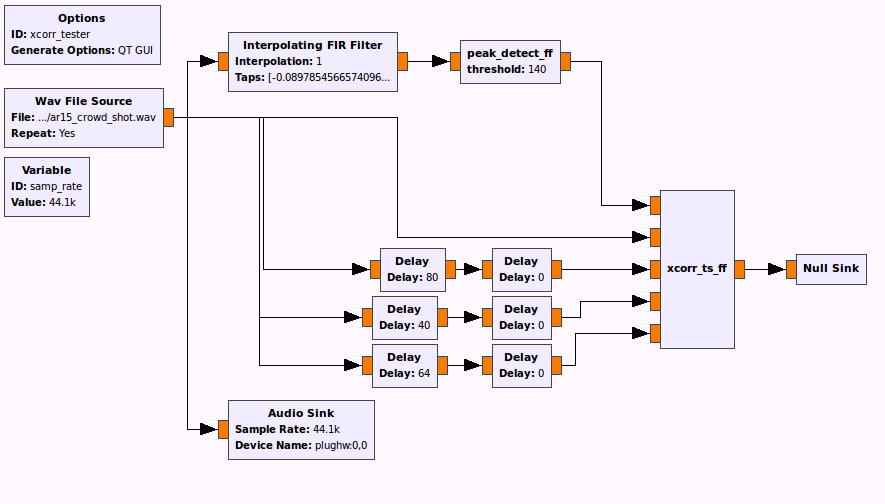 Options
ID: xcorr_tester
Generate Options: QT GUI
Wav File Source
File: .../ar15_crowd_shot.wav
Repeat: Yes
Variable
ID: samp_rate
Value: 44.1k
Interpolating FIR Filter
Interpolation: 1
Taps: [-0.0897854566574096...
peak_detect_ff
threshold: 140
Delay
Delay: 80
Delay
Delay: 0
Delay
Delay: 40
Delay
Delay: 0
Delay
Delay: 64
Delay
Delay: 0
xcorr_ts_ff
Null Sink
Audio Sink
Sample Rate: 44.1k
Device Name: plughw:0,0